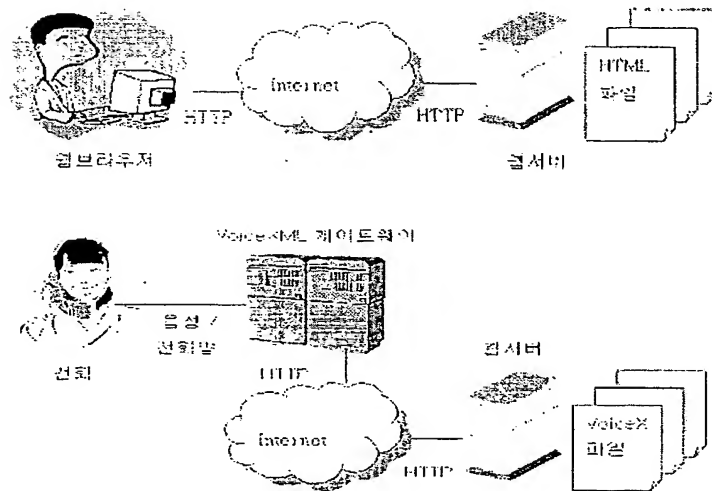 Internet
HTTP
HTTP
HTML
파일
웹브라우저
웹서버
VoiceXML 게이트웨이
음성 /
전화망
전화
HTTP
웹서버
Internet
HTTP
VoiceX
파일